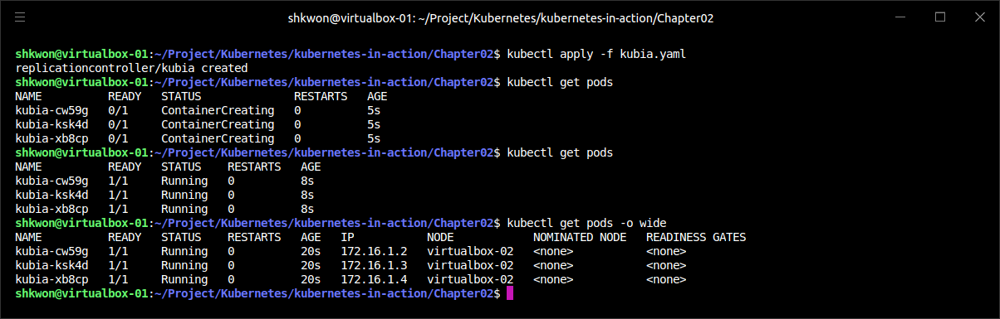 shkwon@virtualbox-01: ~/Project/Kubernetes/kubernetes-in-action/Chapter02
shkwon@virtualbox-01:~/Project/Kubernetes/kubernetes-in-action/Chapter02$ kubectl apply -f kubia.yaml
replicationcontroller/kubia created
shkwon@virtualbox-01:~/Project/Kubernetes/kubernetes-in-action/Chapter02$ kubectl get pods
NAME          READY   STATUS              RESTARTS   AGE
kubia-cw59g   0/1     ContainerCreating   0          5s
kubia-ksk4d   0/1     ContainerCreating   0          5s
kubia-xb8cp   0/1     ContainerCreating   0          5s
shkwon@virtualbox-01:~/Project/Kubernetes/kubernetes-in-action/Chapter02$ kubectl get pods
NAME          READY   STATUS    RESTARTS   AGE
kubia-cw59g   1/1     Running   0          8s
kubia-ksk4d   1/1     Running   0          8s
kubia-xb8cp   1/1     Running   0          8s
shkwon@virtualbox-01:~/Project/Kubernetes/kubernetes-in-action/Chapter02$ kubectl get pods -o wide
NAME          READY   STATUS    RESTARTS   AGE   IP           NODE            NOMINATED NODE   READINESS GATES
kubia-cw59g   1/1     Running   0          20s   172.16.1.2   virtualbox-02   <none>           <none>
kubia-ksk4d   1/1     Running   0          20s   172.16.1.3   virtualbox-02   <none>           <none>
kubia-xb8cp   1/1     Running   0          20s   172.16.1.4   virtualbox-02   <none>           <none>
shkwon@virtualbox-01:~/Project/Kubernetes/kubernetes-in-action/Chapter02$